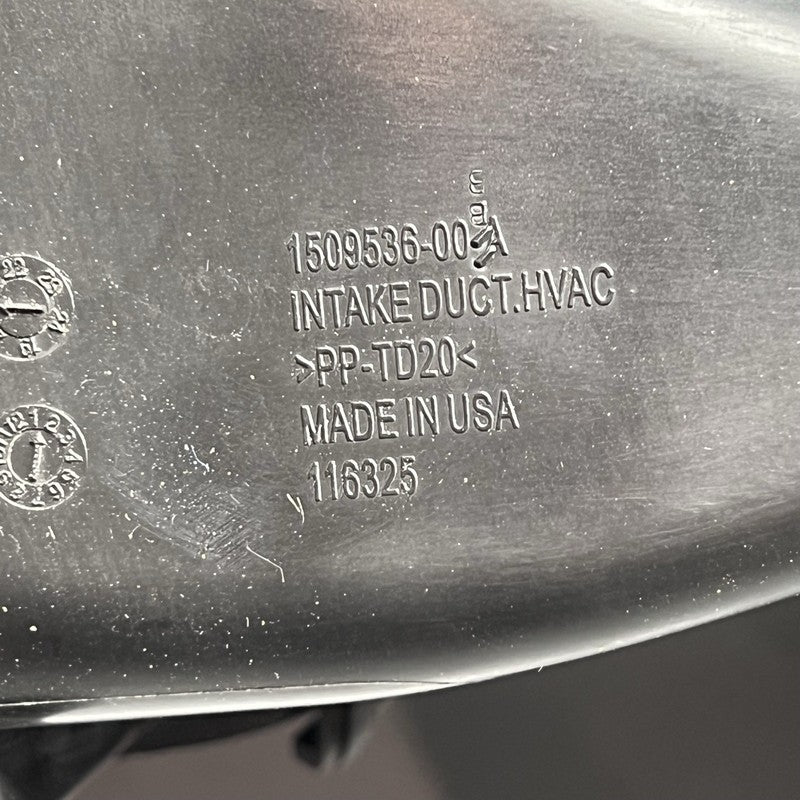 1509536-00-A
INTAKE DUCT.HVAC
>PP-TD20<
MADE IN USA
116325